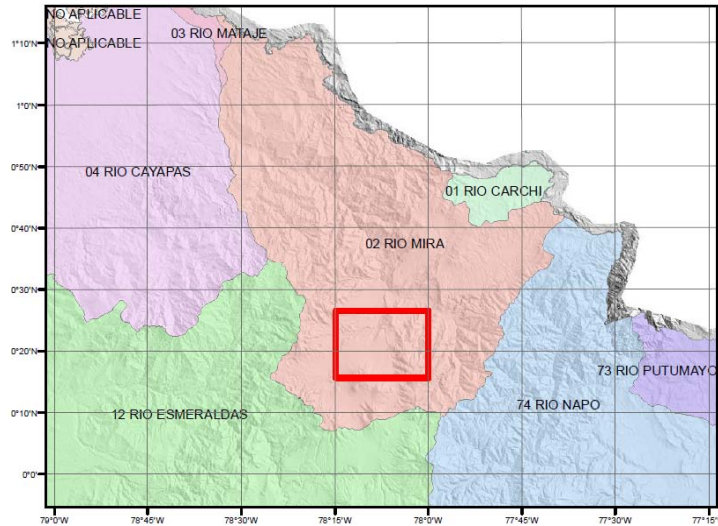 NO APLICABLE
03 RIO MATAJE
1°10'N
NO APLICABLE
1°0'N
0°50'N
04 RIO CAYAPAS
01 RIO CARCHI
0°40'N
02 RIO MIRA
0°30'N
0°20'N
73 RIO PUTUMAYO
74 RIO NAPO
0°10'N
12 RIO ESMERALDAS
0°0'
79°0'W
78°45'W
78°30'W
78°15'W
78°0'W
77°45'W
77°30'W
77°15'W